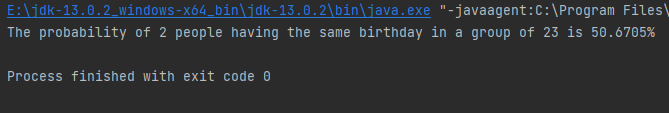 E:\jdk-13.0.2_windows-x64_bin\jdk-13.0.2\bin\java.exe "-javaagent:C:\Program Files\
The probability of 2 people having the same birthday in a group of 23 is 50.6705%
Process finished with exit code 0